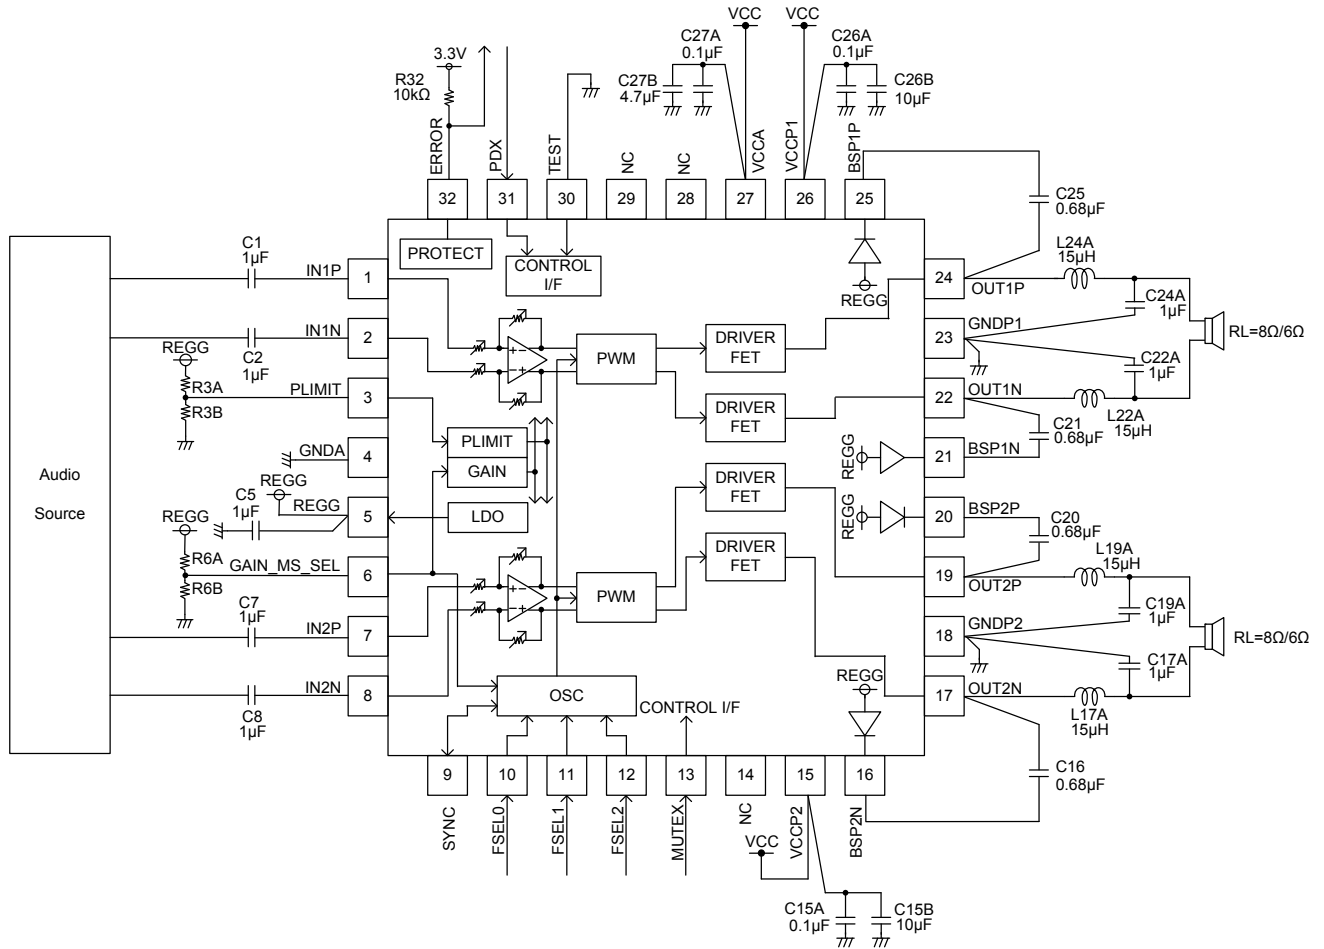 VCC
VCC
C27A
0.1µF
C26A
0.1µF
3.3V
R32
10kΩ
C27B
4.7µF
C26B
10µF
ERROR
PDX
TEST
NC
NC
VCCA
VCCP1
BSP1P
32
31
30
29
28
27
26
25
C25
0.68µF
PROTECT
CONTROL
I/F
REGG
Audio
Source
C1
1µF
IN1P
1
IN1N
2
C2
1µF
REGG
R3A
R3B
PLIMIT
3
GNDA
4
REGG
C5
1µF
REGG
5
REGG
R6A
R6B
GAIN_MS_SEL
6
C7
1µF
IN2P
7
IN2N
8
C8
1µF
+-
-+
PWM
DRIVER
FET
DRIVER
FET
PLIMIT
GAIN
LDO
DRIVER
FET
DRIVER
FET
+-
-+
PWM
OSC
CONTROL I/F
REGG
24
OUT1P
L24A
15µH
C24A
1µF
23
GNDP1
RL=8Ω/6Ω
C22A
1µF
22
OUT1N
L22A
15µH
C21
0.68µF
REGG
21
BSP1N
REGG
20
BSP2P
C20
0.68µF
19
OUT2P
L19A
15µH
C19A
1µF
18
GNDP2
RL=8Ω/6Ω
C17A
1µF
17
OUT2N
L17A
15µH
C16
0.68µF
9
10
11
12
13
14
15
16
SYNC
FSEL0
FSEL1
FSEL2
MUTEX
NC
VCCP2
BSP2N
VCC
C15A
0.1µF
C15B
10µF